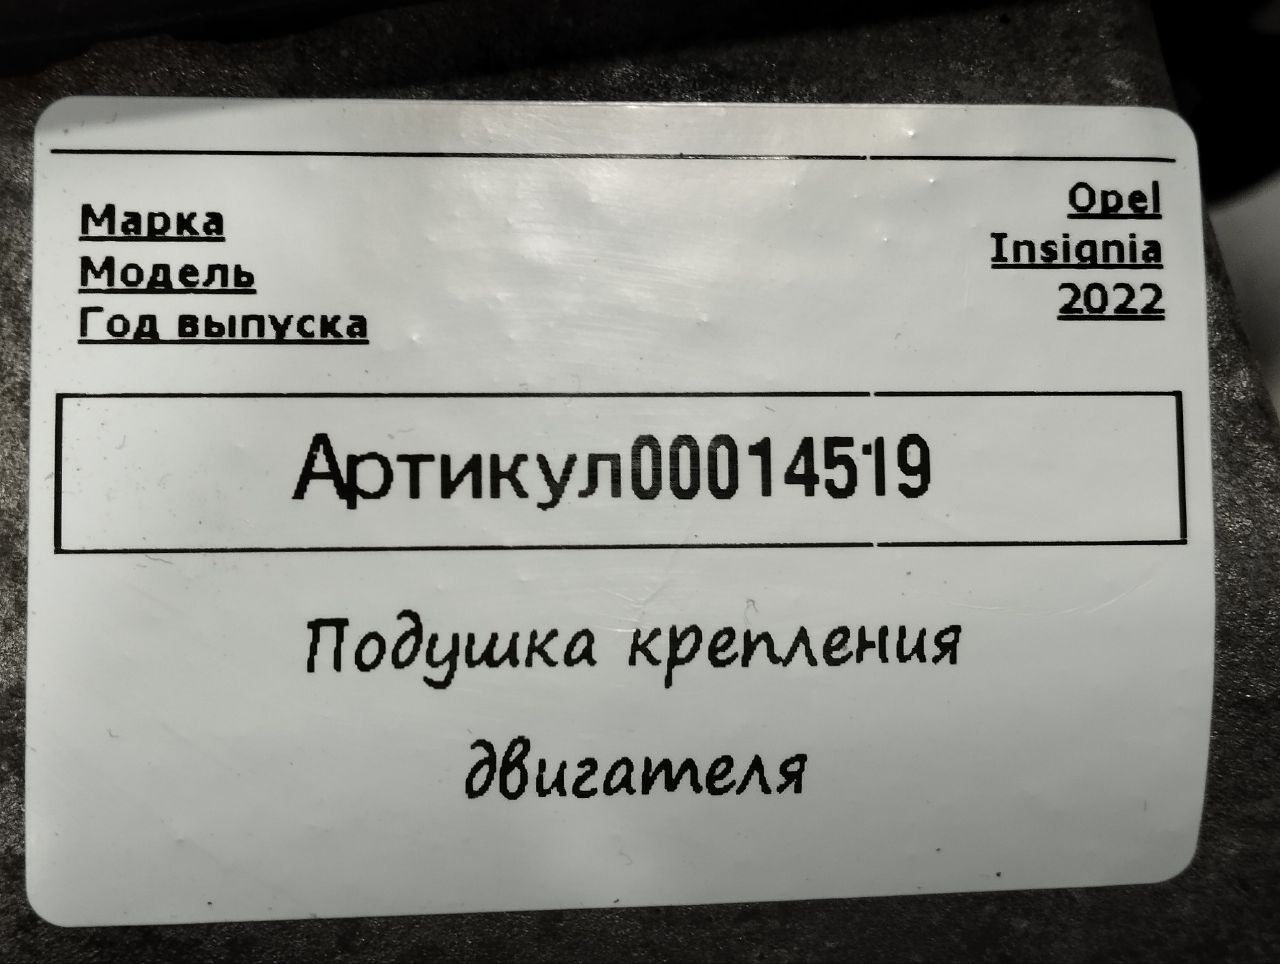 Марка Opel
Модель Insignia
Год выпуска 2022
Артикул00014519
Подушка крепления
двигателя